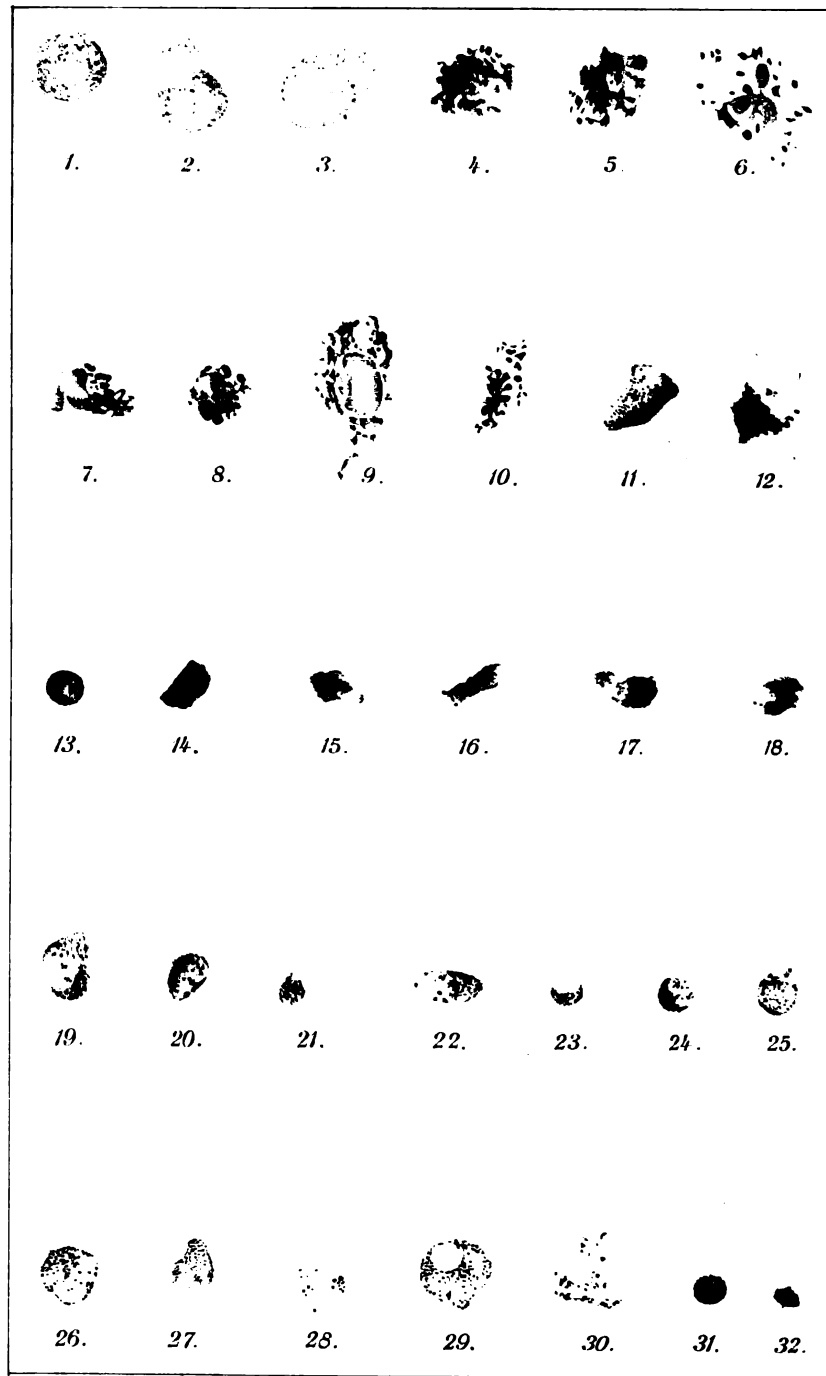 1. 2. 3. 4. 5. 6.
7. 8. 9. 10. 11. 12.
13. 14. 15. 16. 17. 18.
19. 20. 21. 22. 23. 24. 25.
26. 27. 28. 29. 30. 31. 32.